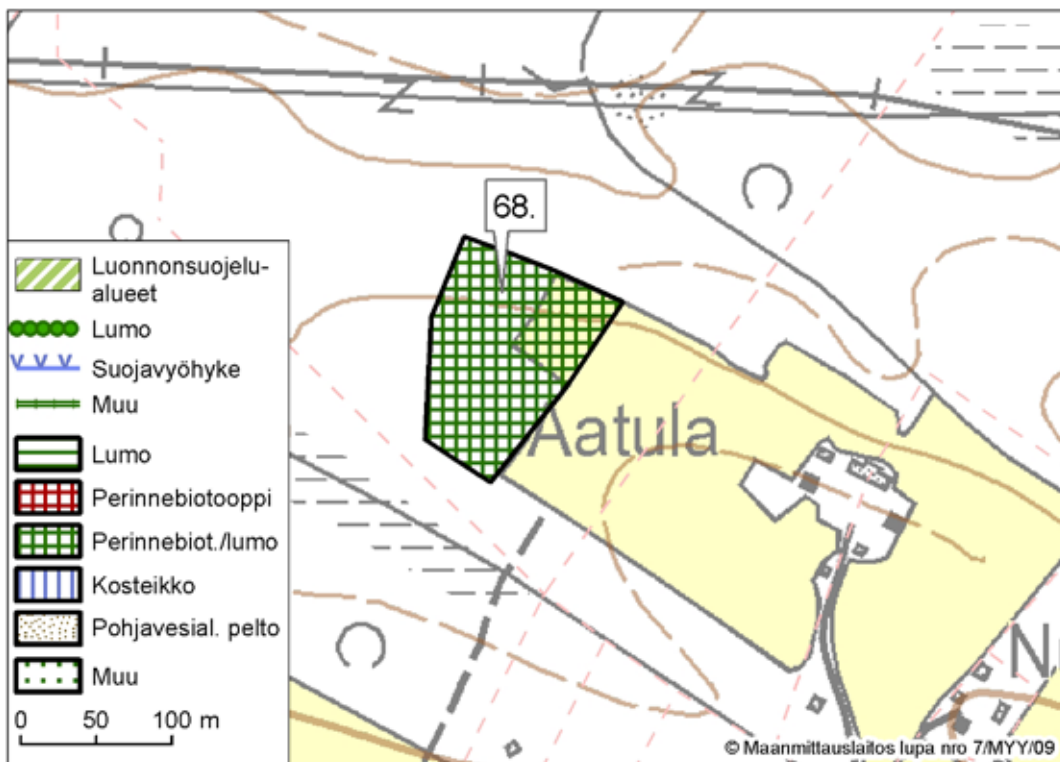 68.
Luonnonsuojelu-
alueet
Lumo
Suojavyöhyke
Muu
Lumo
Perinnebiotooppi
Perinnebiot./lumo
Kosteikko
Pohjavesial. pelto
Muu
0 50 100 m
Aatula
© Maanmittauslaitos lupa nro 7/MYY/09